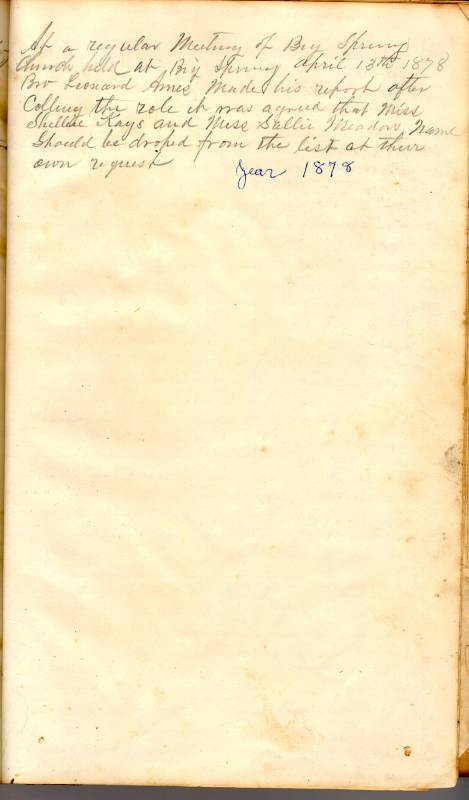 At a regular Meeting of Big Spring
Church held at Big Spring April 13th 1878
Bro Leonard Ames Made his report after
Calling the role it was agreed that Miss
Kays and Miss Sallie Meadows Name
Should be droped from the list at their
own request
Year 1878